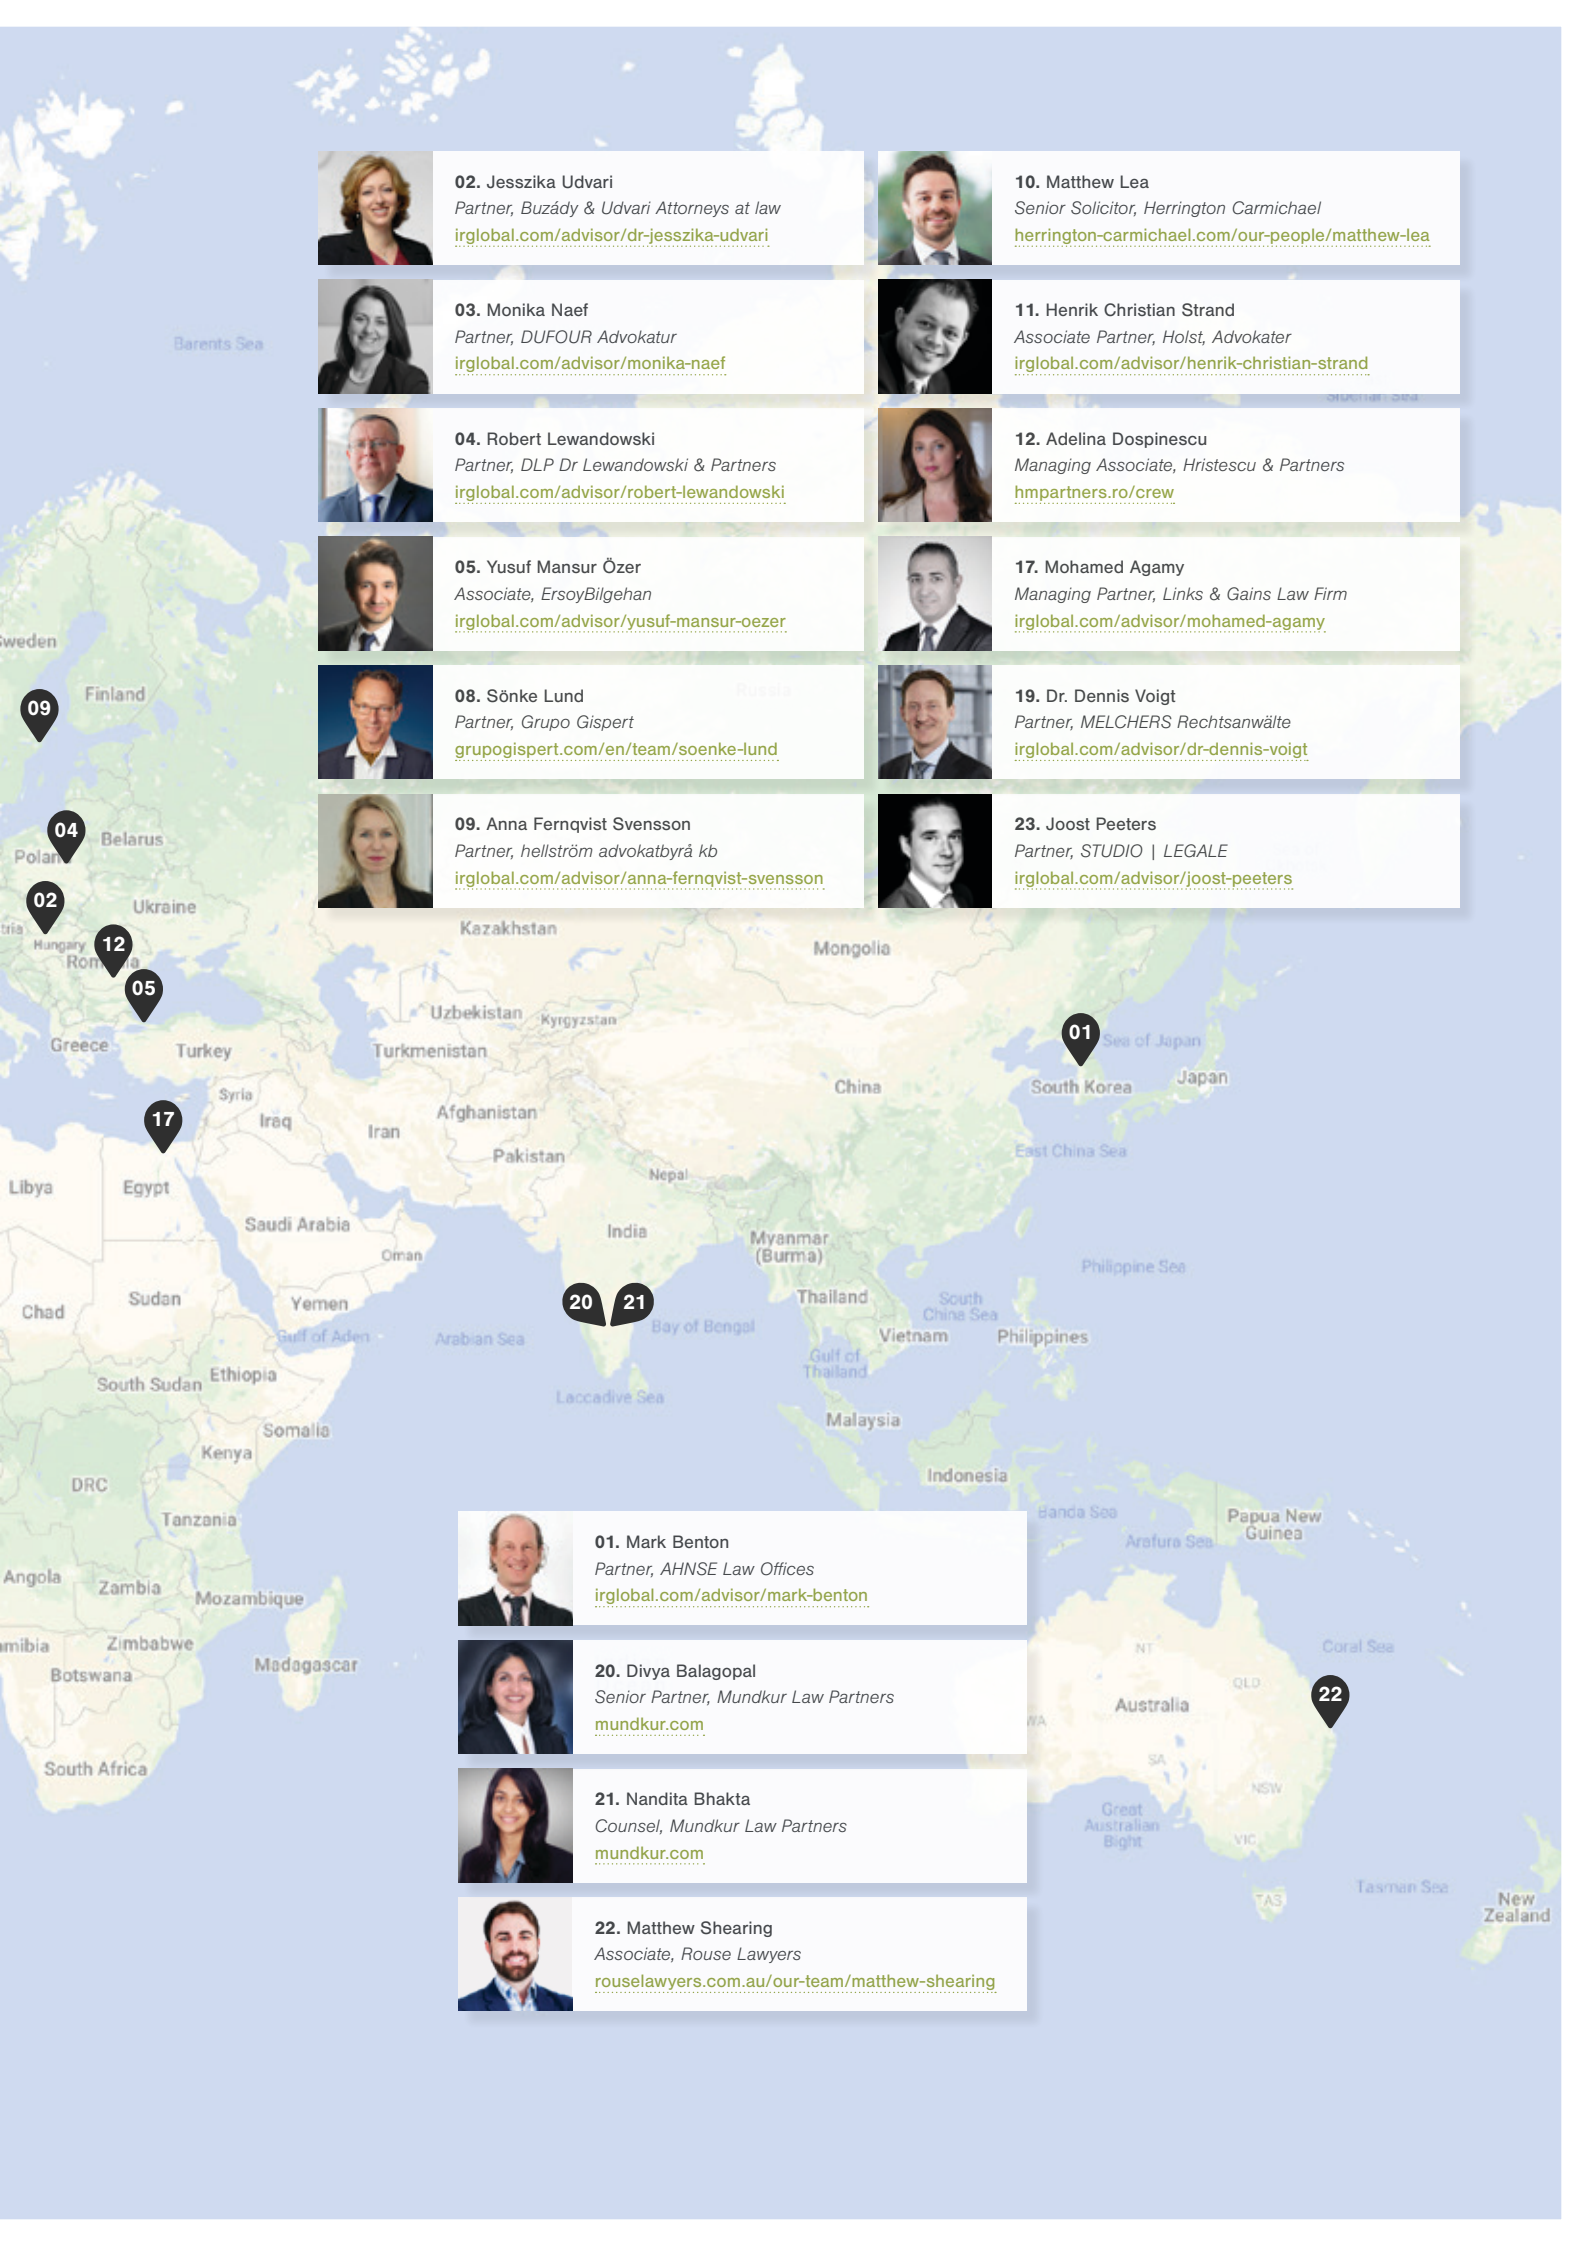 02. Jesszika Udvari
Partner, Buzády & Udvari Attorneys at law
irglobal.com/advisor/dr-jesszika-udvari
03. Monika Naef
Partner, DUFOUR Advokatur
irglobal.com/advisor/monika-naef
04. Robert Lewandowski
Partner, DLP Dr Lewandowski & Partners
irglobal.com/advisor/robert-lewandowski
05. Yusuf Mansur Özer
Associate, ErsoyBilgehan
irglobal.com/advisor/yusuf-mansur-oezer
08. Sönke Lund
Partner, Grupo Gispert
grupogispert.com/en/team/soenke-lund
09. Anna Fernqvist Svensson
Partner, hellström advokatbyrå kb
irglobal.com/advisor/anna-fernqvist-svensson
10. Matthew Lea
Senior Solicitor, Herrington Carmichael
herrington-carmichael.com/our-people/matthew-lea
11. Henrik Christian Strand
Associate Partner, Holst, Advokater
irglobal.com/advisor/henrik-christian-strand
12. Adelina Dospinescu
Managing Associate, Hristescu & Partners
hmpartners.ro/crew
17. Mohamed Agamy
Managing Partner, Links & Gains Law Firm
irglobal.com/advisor/mohamed-agamy
19. Dr. Dennis Voigt
Partner, MELCHERS Rechtsanwälte
irglobal.com/advisor/dr-dennis-voigt
23. Joost Peeters
Partner, STUDIO | LEGALE
irglobal.com/advisor/joost-peeters
Barents Sea
Sweden
Finland
09
Russia
04
Belarus
02
Ukraine
Hungary
12
05
Kazakhstan
Mongolia
Uzbekistan
Kyrgyzstan
Greece
Turkey
Turkmenistan
01
Sea of Japan
China
South Korea
Japan
Syria
Iraq
Afghanistan
Iran
17
Pakistan
East China Sea
Nepal
Libya
Egypt
Saudi Arabia
India
Myanmar
(Burma)
Oman
Philippine Sea
Sudan
Chad
Yemen
20
21
Thailand
South
China Sea
Gulf of Aden
Arabian Sea
Bay of Bengal
Vietnam
Philippines
Gulf of
Thailand
South Sudan
Ethiopia
Laccadive Sea
Malaysia
Somalia
Kenya
DRC
Indonesia
Tanzania
Banda Sea
Papua New
Guinea
Arafura Sea
Angola
Zambia
Mozambique
Zimbabwe
Botswana
Madagascar
South Africa
01. Mark Benton
Partner, AHNSE Law Offices
irglobal.com/advisor/mark-benton
20. Divya Balagopal
Senior Partner, Mundkur Law Partners
mundkur.com
21. Nandita Bhakta
Counsel, Mundkur Law Partners
mundkur.com
22. Matthew Shearing
Associate, Rouse Lawyers
rouselawyers.com.au/our-team/matthew-shearing
NT
Coral Sea
QLD
22
Australia
WA
SA
NSW
Great
Australian
Bight
VIC
Tasman Sea
TAS
New
Zealand